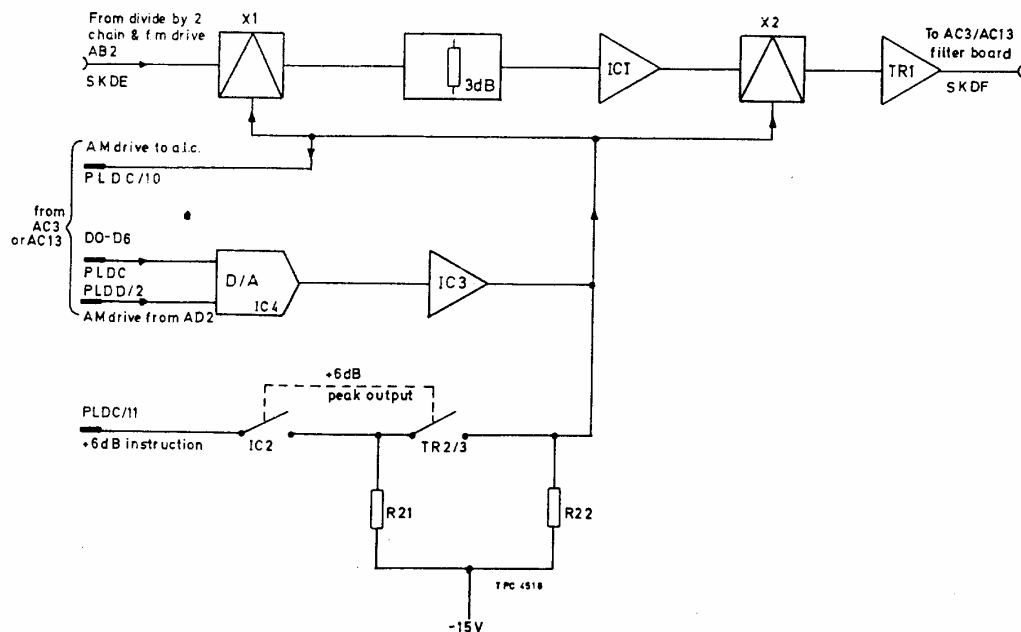 From divide by 2
chain & f m drive
AB2
SKDE
X1
3dB
IC1
X2
TR1
To AC3/AC13
filter board
SKDF
AM drive to a.l.c.
PLDC/10
from
AC3
or AC13
D0-D6
PLDC
PLDD/2
AM drive from AD2
D/A
IC4
IC3
+6dB
peak output
PLDC/11
+6dB instruction
IC2
TR2/3
R21
R22
TPC 4518
-15V